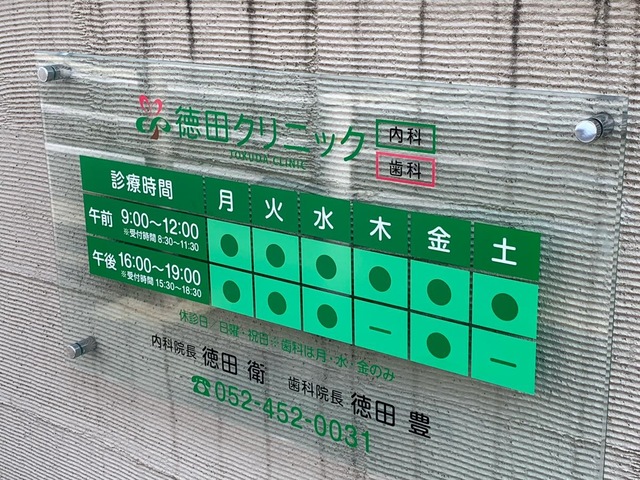 徳田クリニック 内科
TOKUDA CLINIC 歯科
診療時間 月 火 水 木 金 土
午前 9:00〜12:00 ● ● ● ● ● ●
※受付時間 8:30〜11:30
午後 16:00〜19:00 ● ● ● － ● －
※受付時間 15:30〜18:30
休診日／日曜・祝日※歯科は月・水・金のみ
内科院長 徳田 衛 歯科院長 徳田 豊
☎052-452-0031